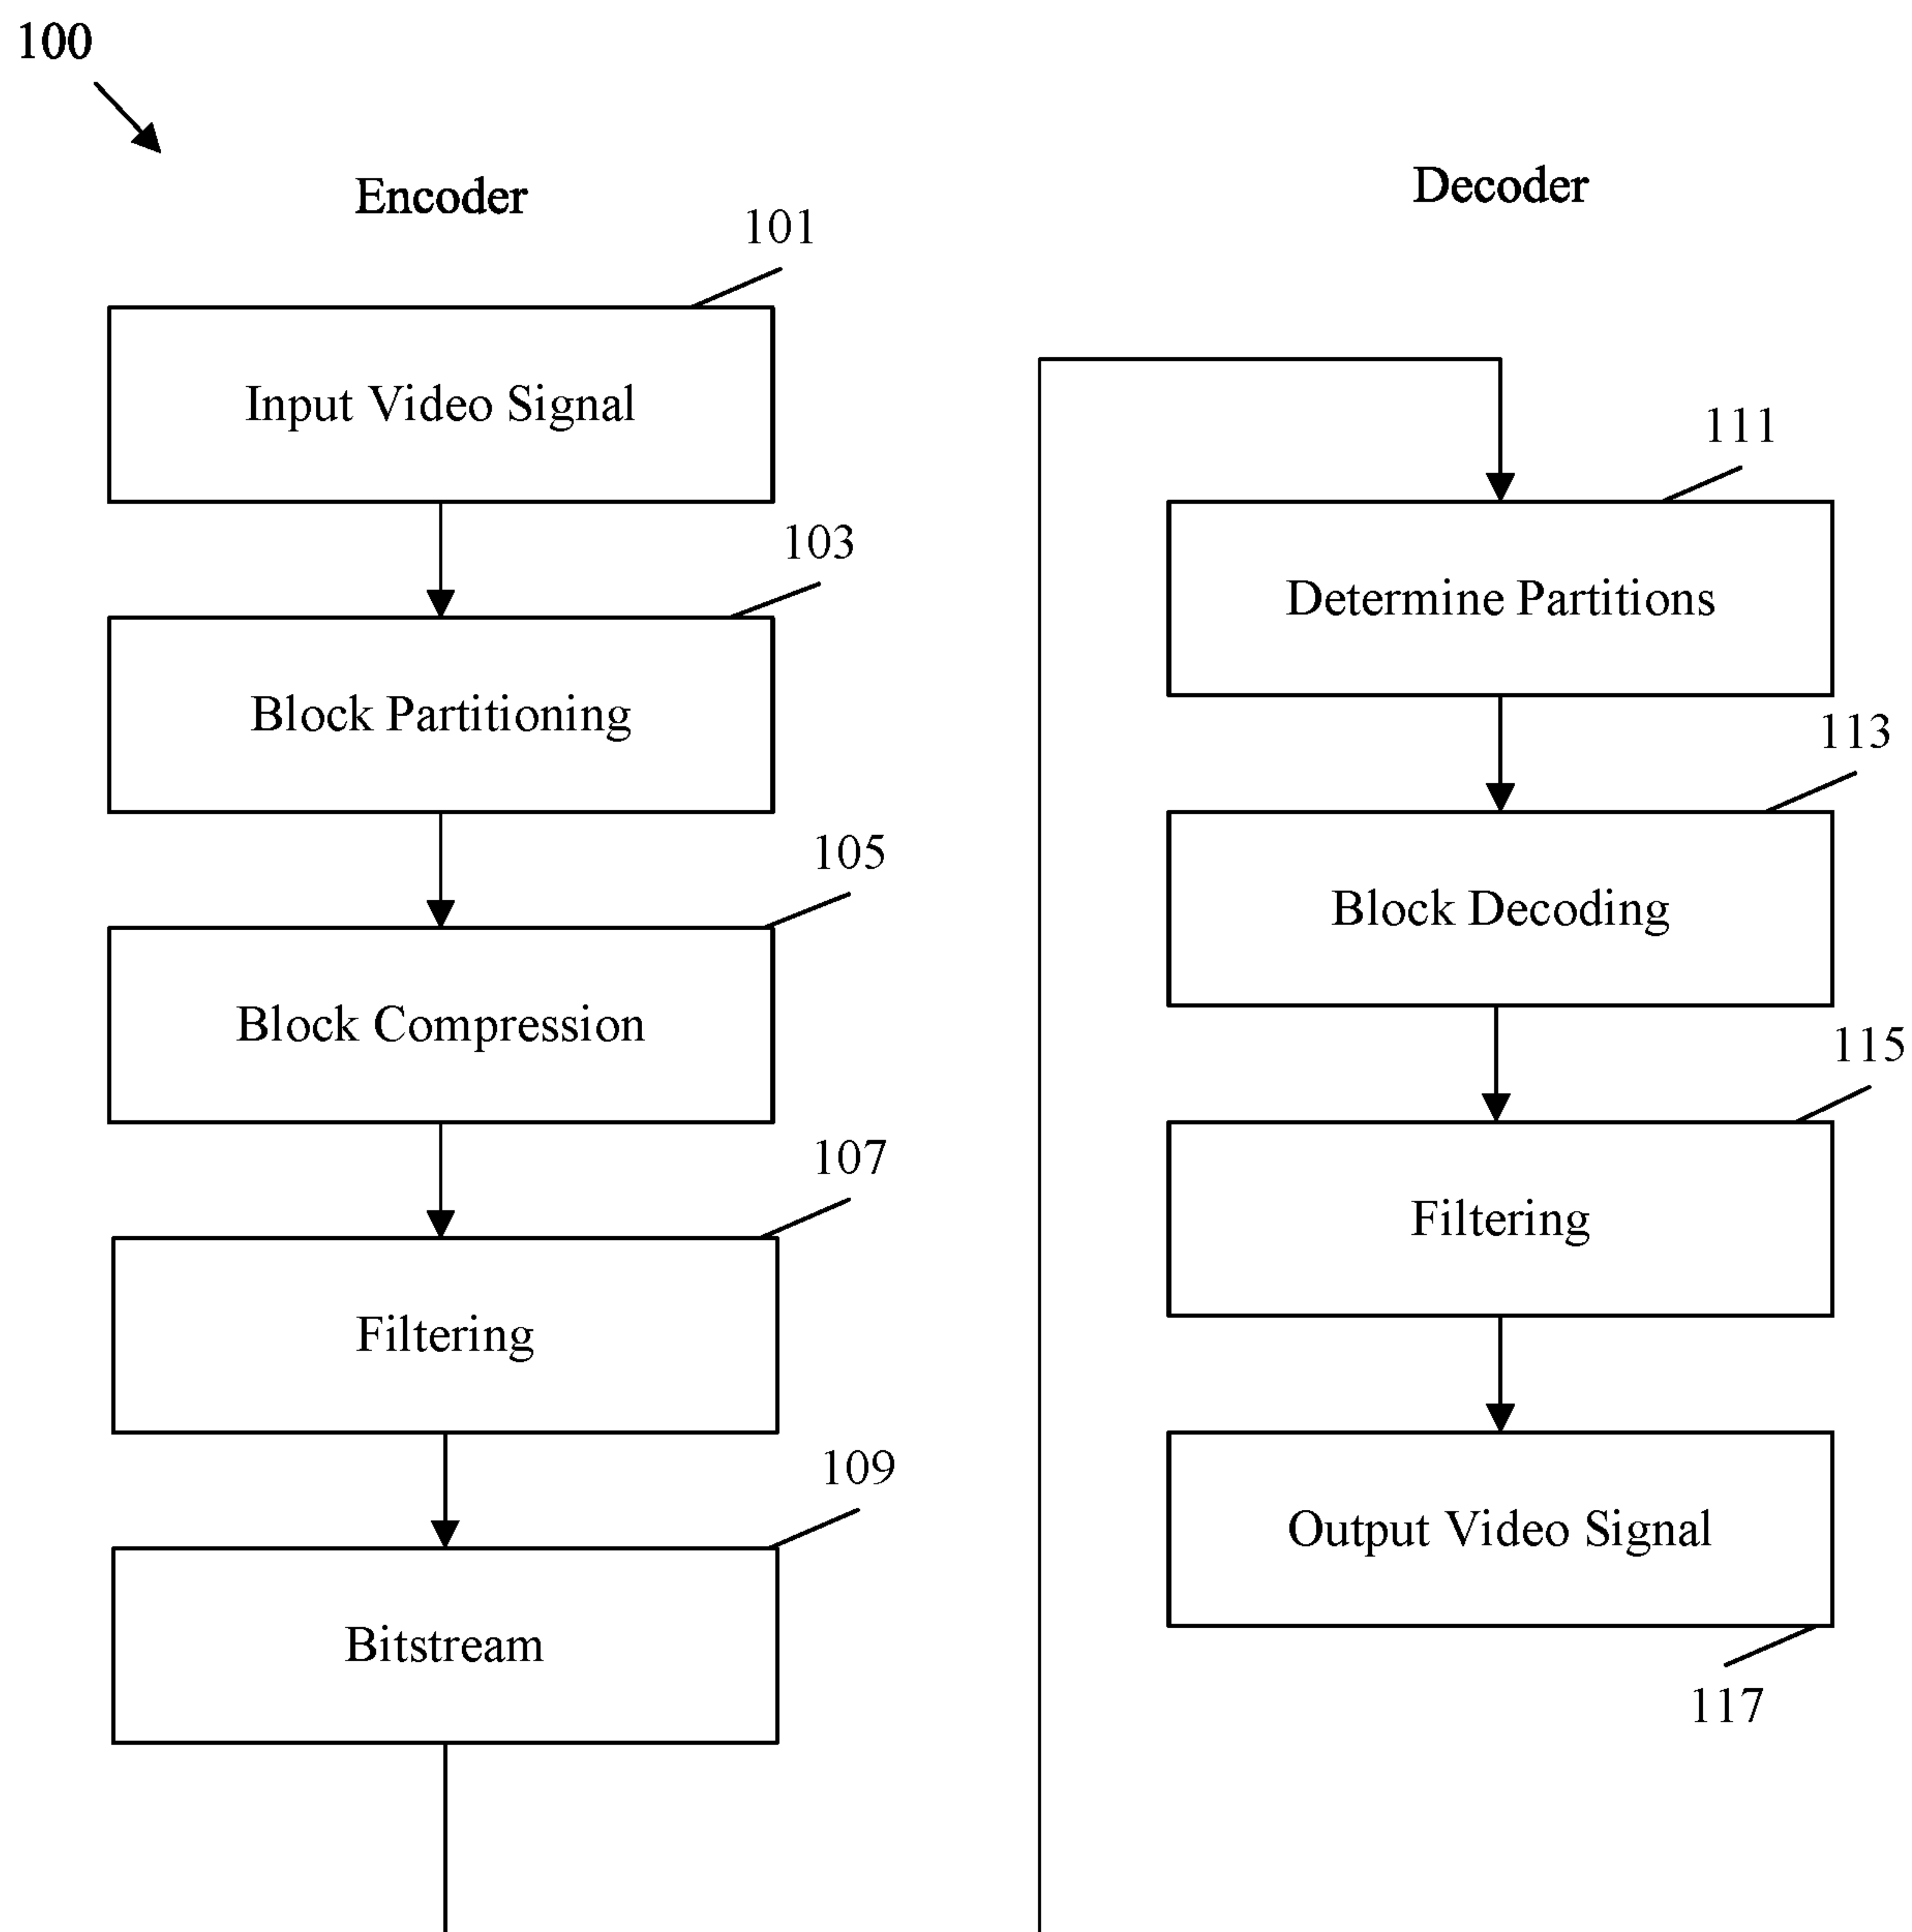 100
Encoder
101
Input Video Signal
103
Block Partitioning
105
Block Compression
107
Filtering
109
Bitstream
Decoder
111
Determine Partitions
113
Block Decoding
115
Filtering
Output Video Signal
117